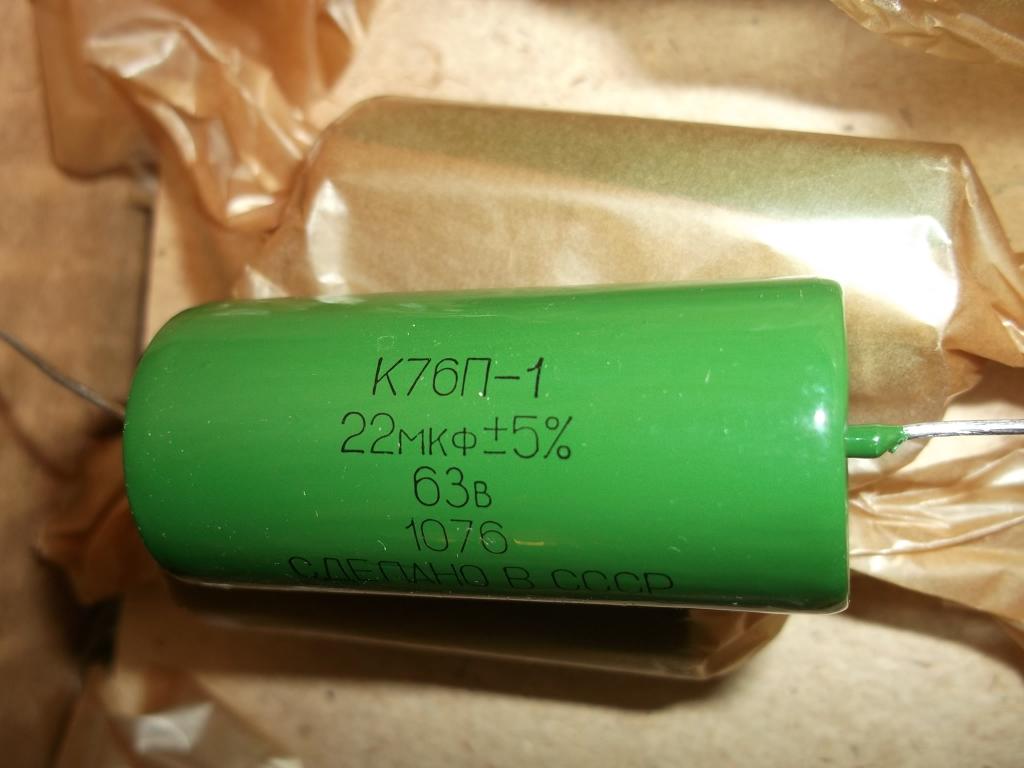 К76П-1
22мкф±5%
63в
1076
СДЕЛАНО В СССР